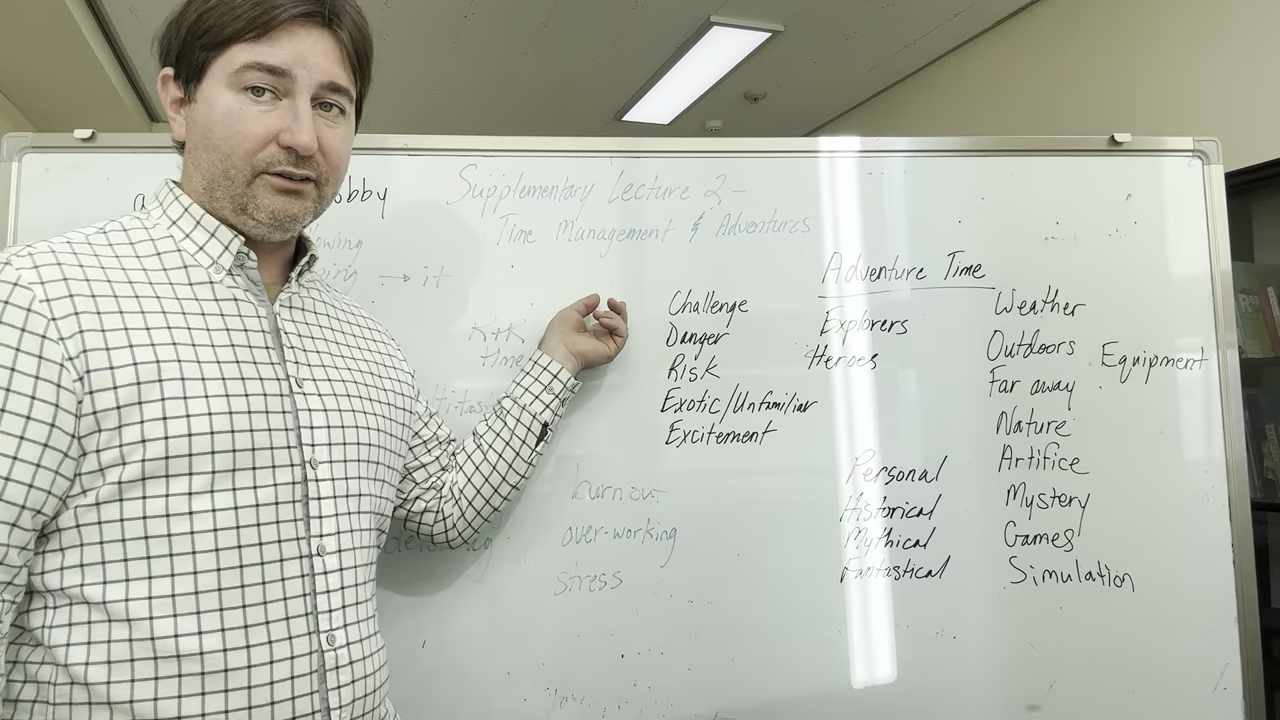 Supplementary Lecture 2 -
Time Management & Adventures
→ it
R+R
time
burnout
over-working
stress
Adventure Time
Challenge
Danger
Risk
Exotic/Unfamiliar
Excitement
Explorers
Heroes
Personal
Historical
Mythical
Fantastical
Weather
Outdoors
Far away
Nature
Artifice
Mystery
Games
Simulation
Equipment